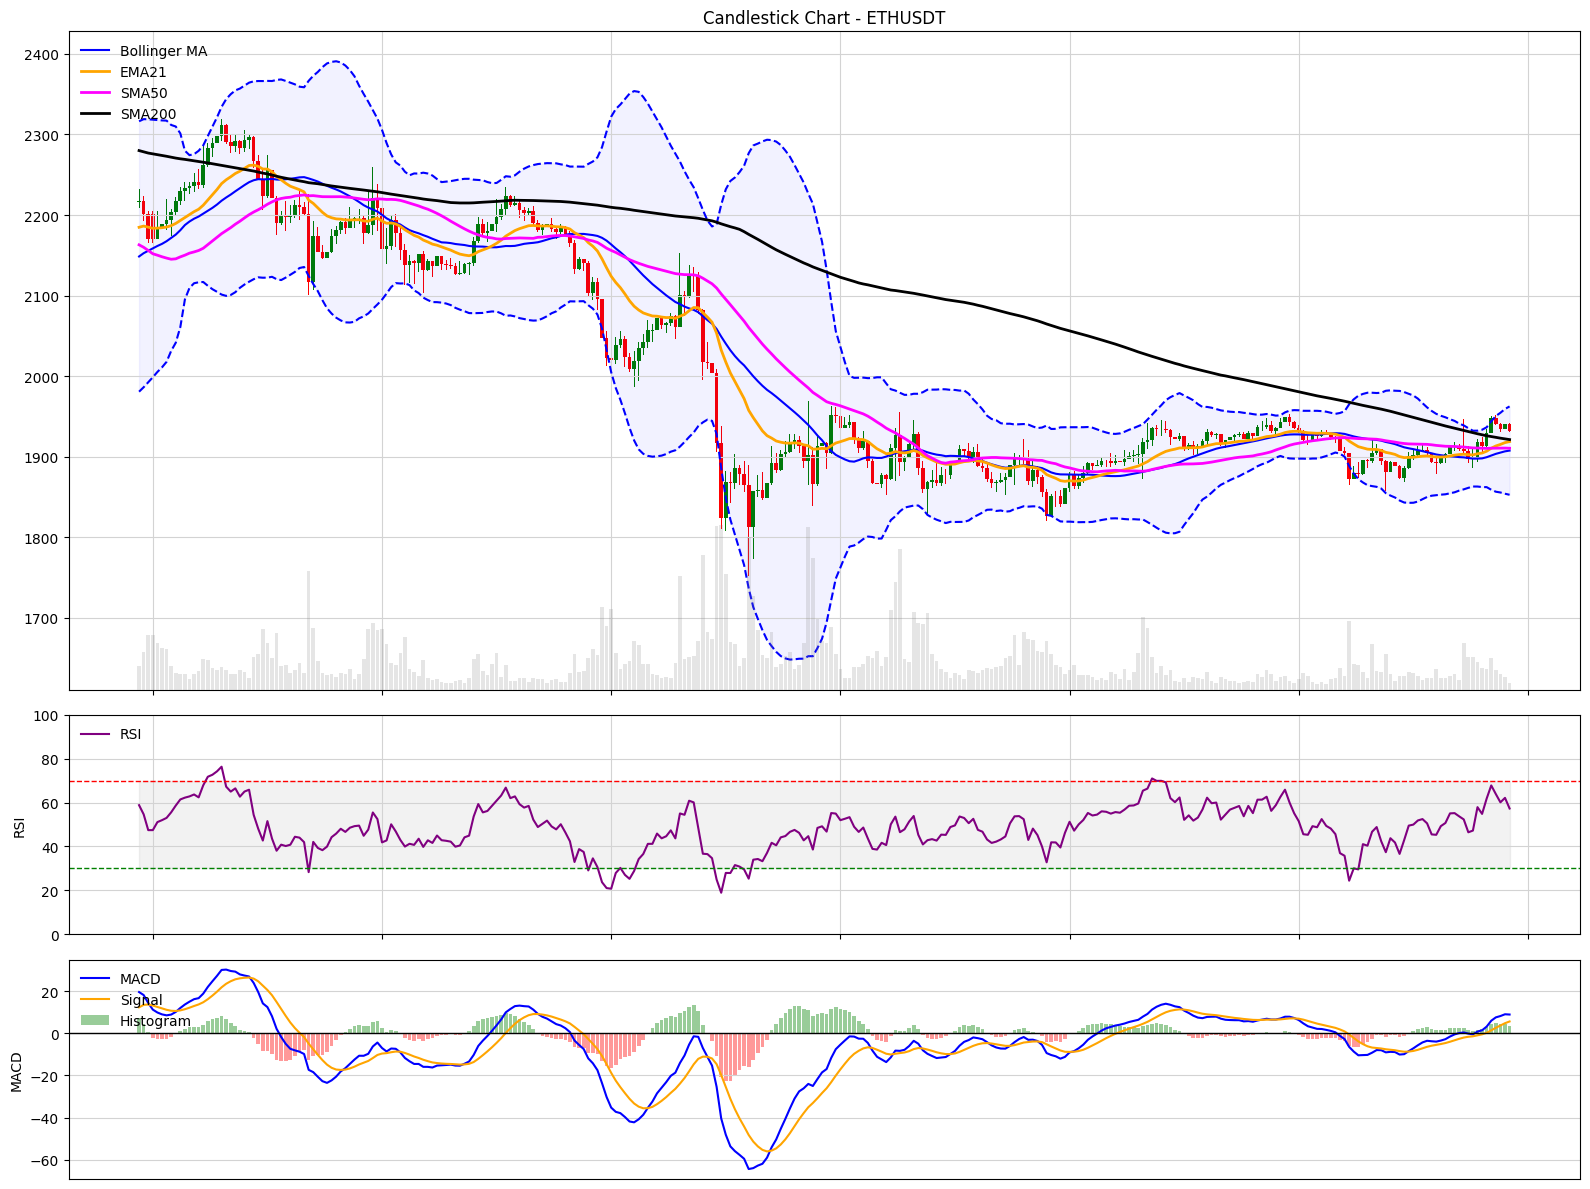 Candlestick Chart - ETHUSDT
2400
2300
2200
2100
2000
1900
1800
1700
Bollinger MA
EMA21
SMA50
SMA200
100
80
60
40
20
0
RSI
RSI
20
0
−20
−40
−60
MACD
MACD
Signal
Histogram